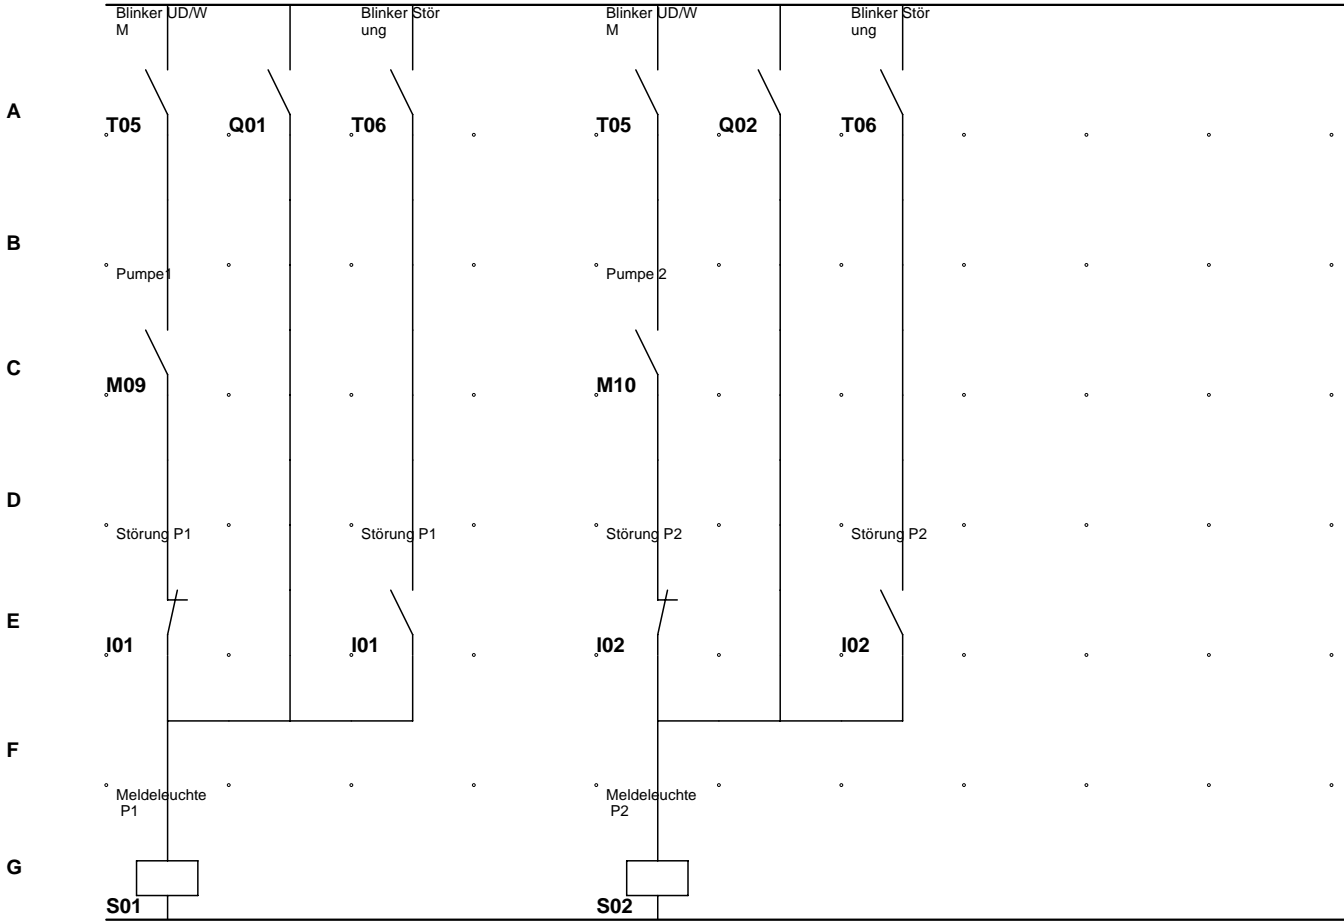 Blinker UD/W
M
Blinker Stör
ung
Blinker UD/W
M
Blinker Stör
ung
A
T05
Q01
T06
T05
Q02
T06
B
Pumpe1
Pumpe 2
C
M09
M10
D
Störung P1
Störung P1
Störung P2
Störung P2
E
I01
I01
I02
I02
F
Meldeleuchte
P1
Meldeleuchte
P2
G
S01
S02